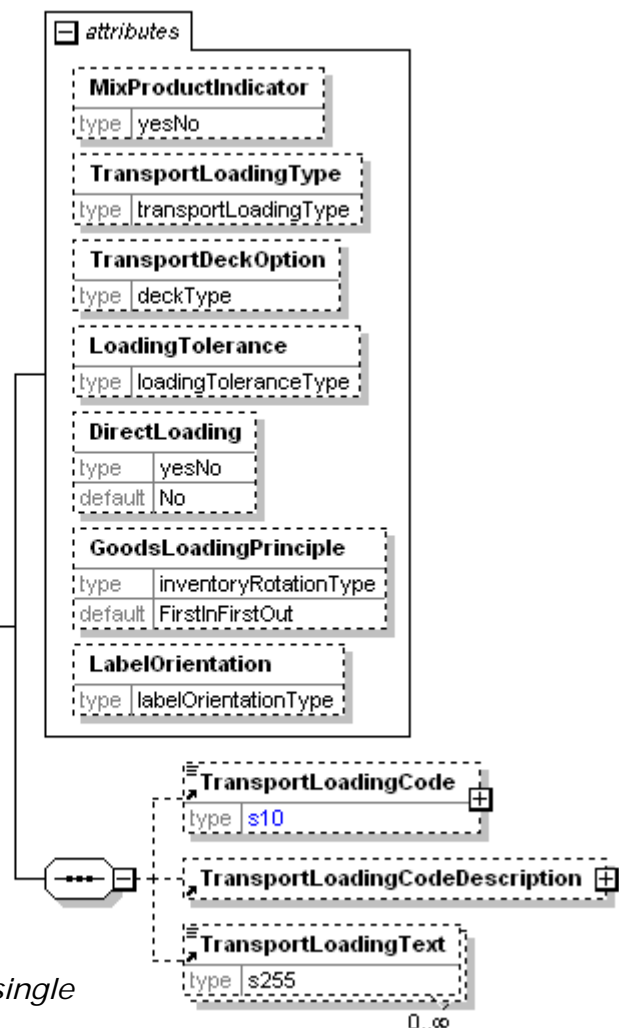 attributes
MixProductIndicator
type yesNo
TransportLoadingType
type transportLoadingType
TransportDeckOption
type deckType
LoadingTolerance
type loadingToleranceType
DirectLoading
type yesNo
default No
GoodsLoadingPrinciple
type inventoryRotationType
default FirstInFirstOut
LabelOrientation
type labelOrientationType
TransportLoadingCode
type s10
TransportLoadingCodeDescription
TransportLoadingText
type s255
single
0..∞